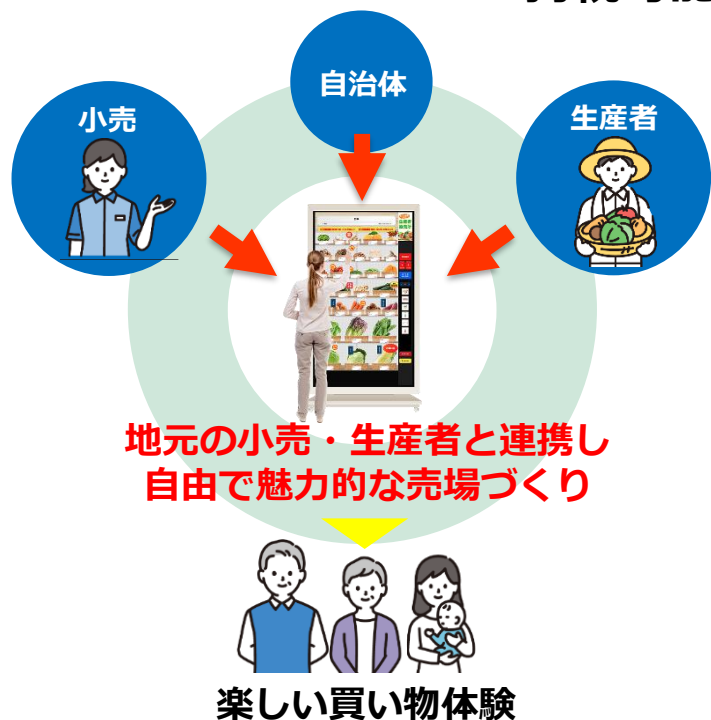 自治体
小売
生産者
地元の小売・生産者と連携し
自由で魅力的な売場づくり
楽しい買い物体験